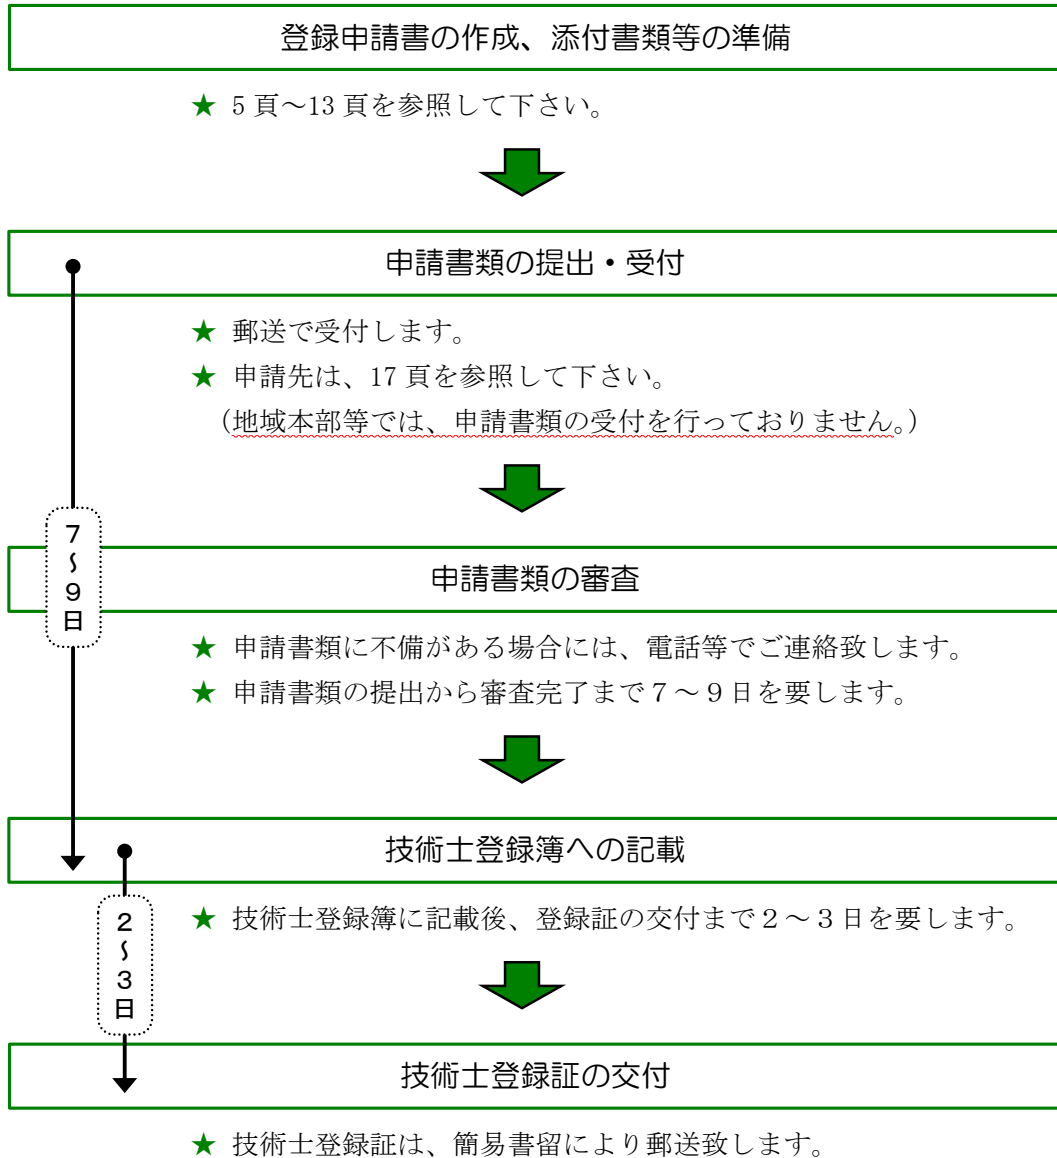 登録申請書の作成、添付書類等の準備
★ 5頁～13頁を参照して下さい。
申請書類の提出・受付
★ 郵送で受付します。
★ 申請先は、17頁を参照して下さい。
（地域本部等では、申請書類の受付を行っておりません。）
7～9日
申請書類の審査
★ 申請書類に不備がある場合には、電話等でご連絡致します。
★ 申請書類の提出から審査完了まで７～９日を要します。
技術士登録簿への記載
★ 技術士登録簿に記載後、登録証の交付まで２～３日を要します。
2～3日
技術士登録証の交付
★ 技術士登録証は、簡易書留により郵送致します。